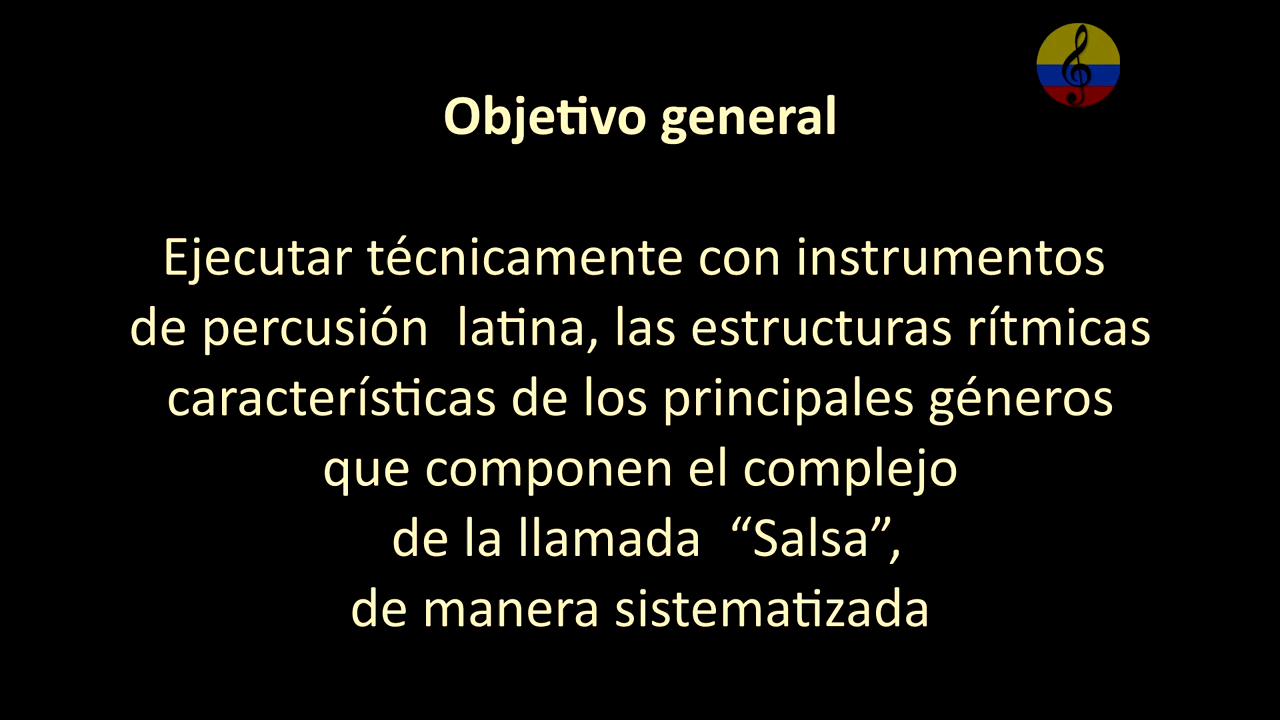 Objetivo general
Ejecutar técnicamente con instrumentos
de percusión  latina, las estructuras rítmicas
características de los principales géneros
que componen el complejo
de la llamada  “Salsa”,
de manera sistematizada